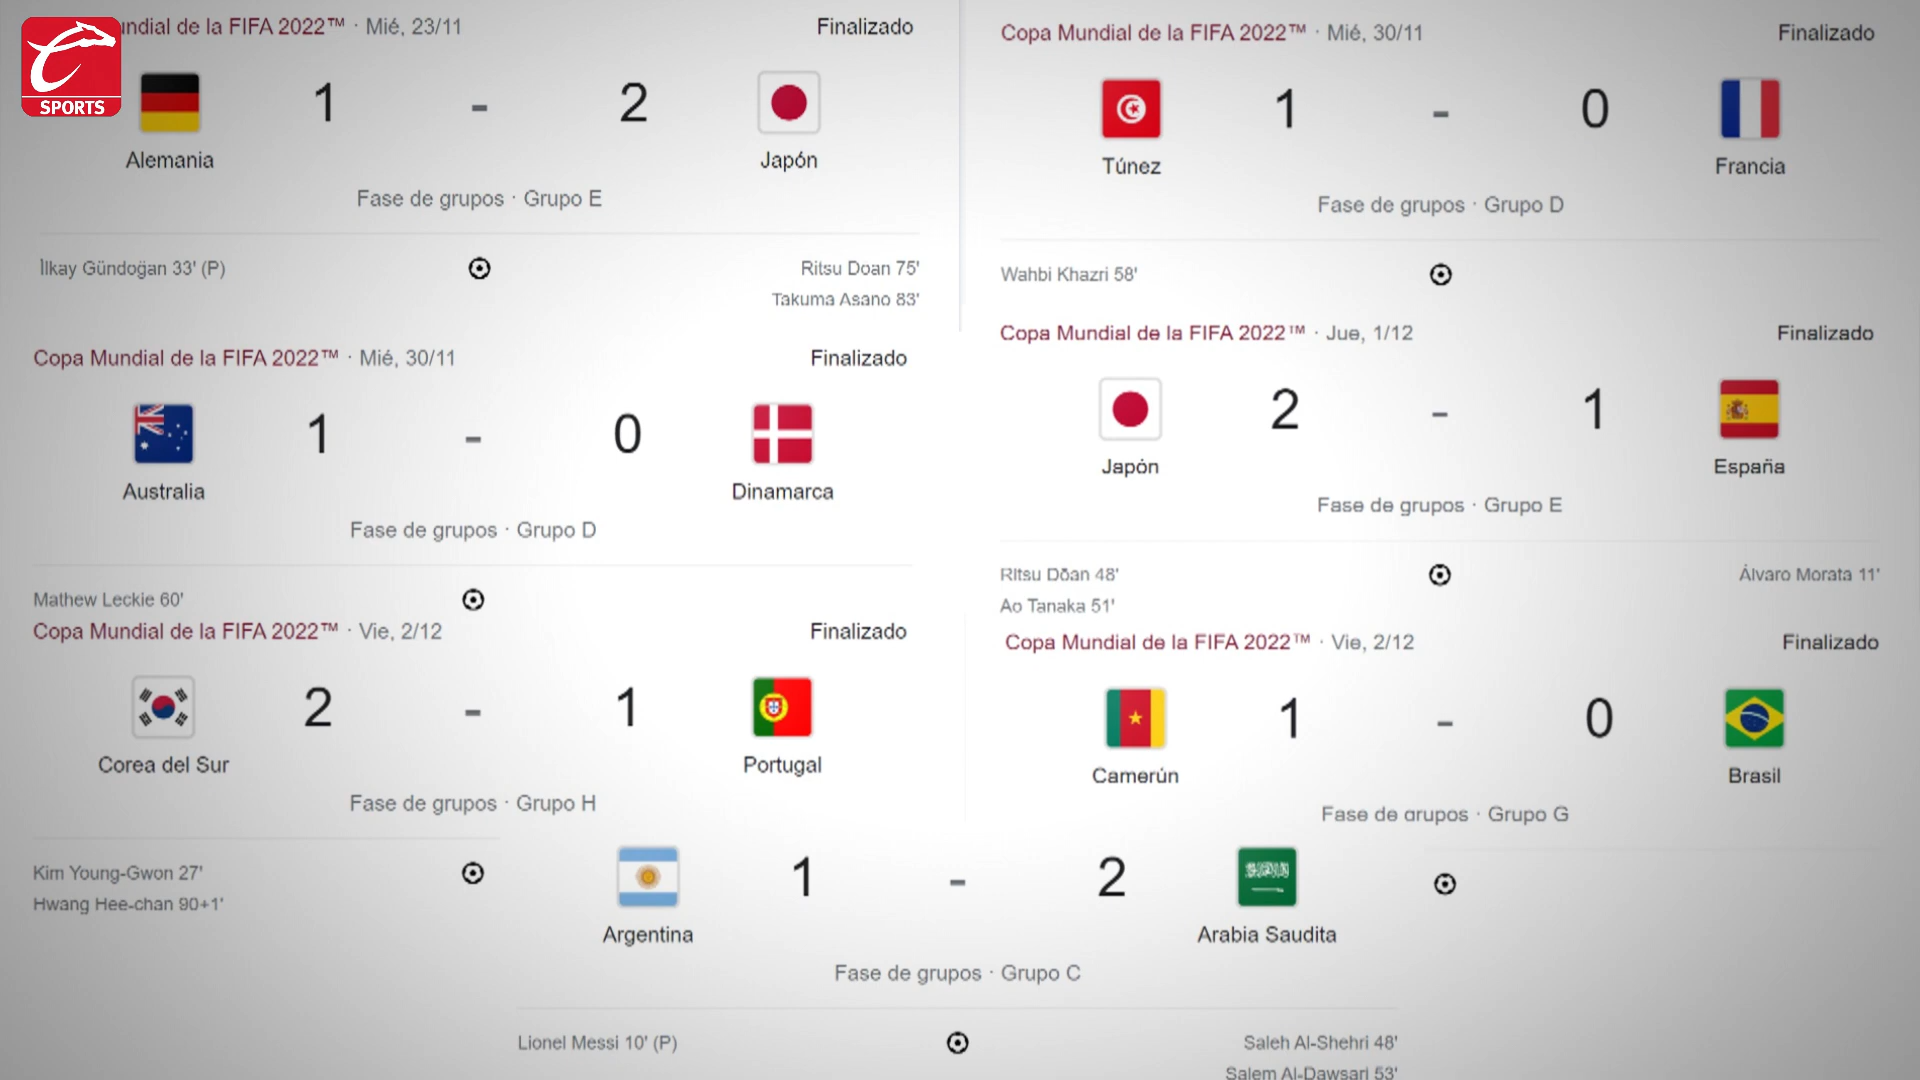 SPORTS
undial de la FIFA 2022™ · Mié, 23/11
Finalizado
1 - 2
Alemania
Japón
Fase de grupos · Grupo E
İlkay Gündoğan 33' (P)
Ritsu Doan 75'
Takuma Asano 83'
Copa Mundial de la FIFA 2022™ · Mié, 30/11
Finalizado
1 - 0
Túnez
Francia
Fase de grupos · Grupo D
Wahbi Khazri 58'
Copa Mundial de la FIFA 2022™ · Mié, 30/11
Finalizado
1 - 0
Australia
Dinamarca
Fase de grupos · Grupo D
Mathew Leckie 60'
Copa Mundial de la FIFA 2022™ · Jue, 1/12
Finalizado
2 - 1
Japón
España
Fase de grupos · Grupo E
Ritsu Dōan 48'
Álvaro Morata 11'
Ao Tanaka 51'
Copa Mundial de la FIFA 2022™ · Vie, 2/12
Finalizado
2 - 1
Corea del Sur
Portugal
Fase de grupos · Grupo H
Kim Young-Gwon 27'
Hwang Hee-chan 90+1'
Copa Mundial de la FIFA 2022™ · Vie, 2/12
Finalizado
1 - 0
Camerún
Brasil
Fase de grupos · Grupo G
1 - 2
Argentina
Arabia Saudita
Fase de grupos · Grupo C
Lionel Messi 10' (P)
Saleh Al-Shehri 48'
Salem Al-Dawsari 53'